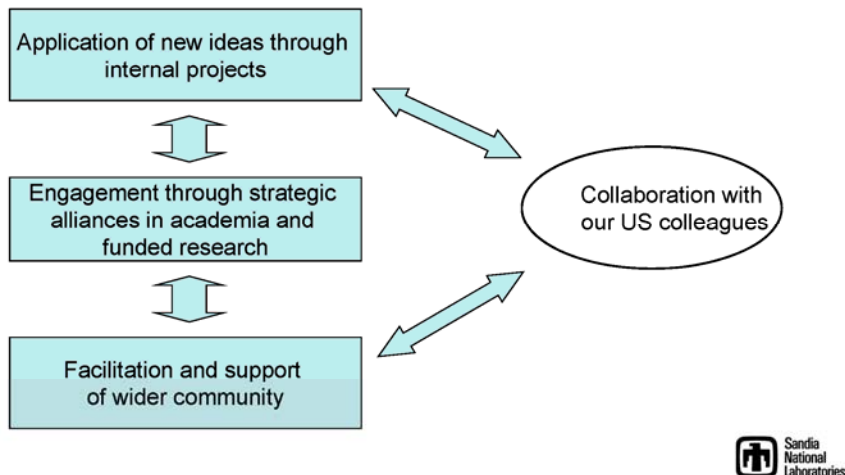 Application of new ideas through
internal projects
Engagement through strategic
alliances in academia and
funded research
Collaboration with
our US colleagues
Facilitation and support
of wider community
Sandia
National
Laboratories